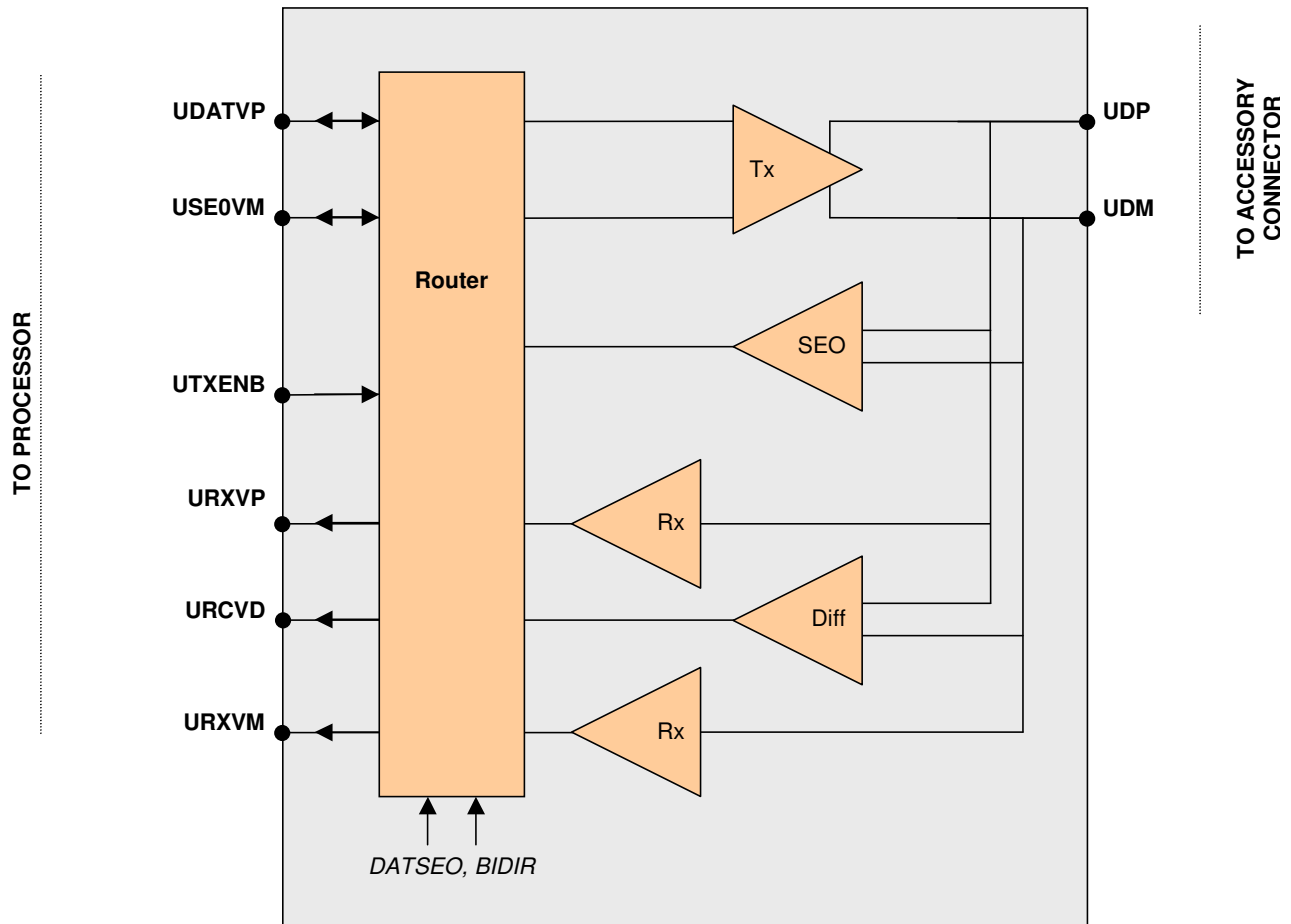 UDATVP
UDP
TO ACCESSORY
CONNECTOR
Tx
USE0VM
UDM
Router
TO PROCESSOR
SEO
UTXENB
URXVP
Rx
URCVD
Diff
URXVM
Rx
DATSEO, BIDIR